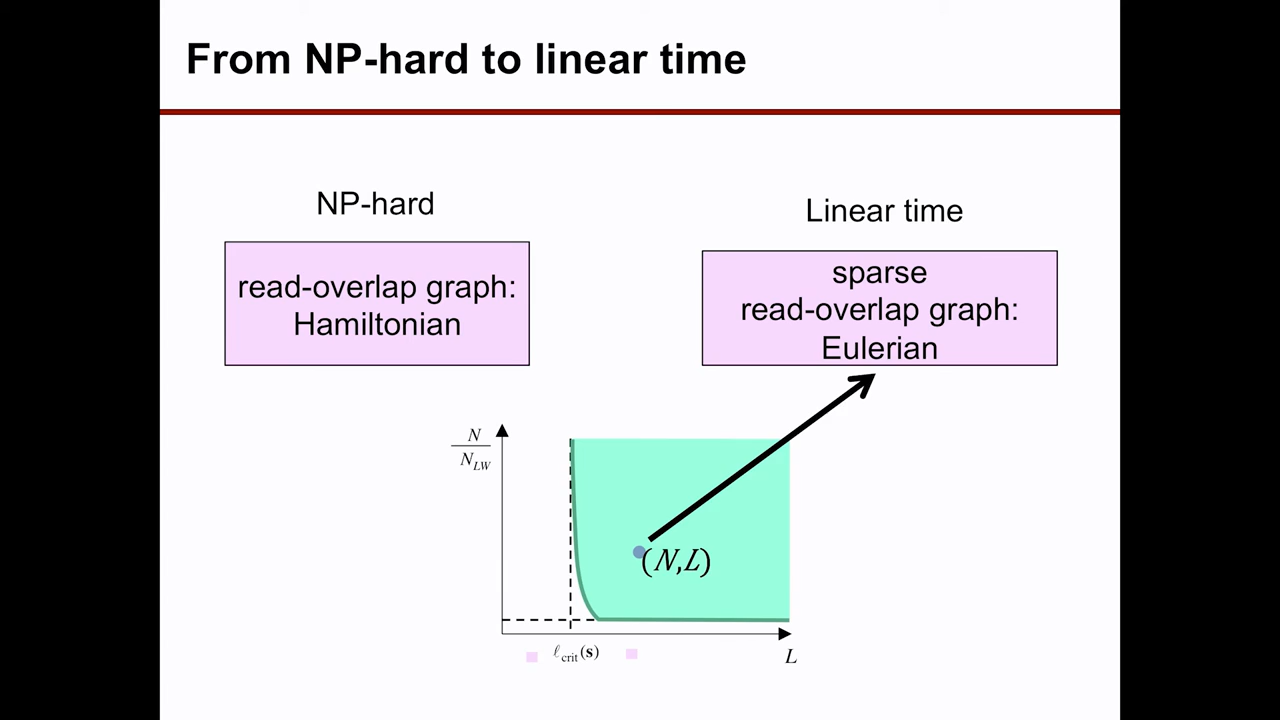 From NP-hard to linear time
NP-hard
read-overlap graph:
Hamiltonian
Linear time
sparse
read-overlap graph:
Eulerian
N
N_LW
(N,L)
ℓ_crit(s)
L